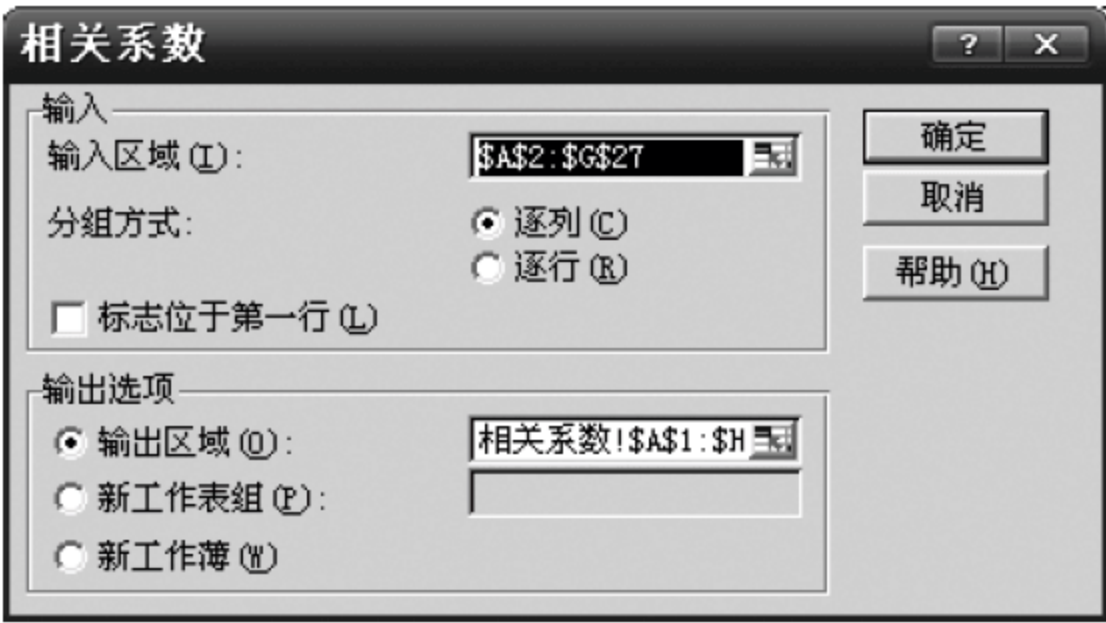 相关系数
? X
输入
输入区域(I): $A$2:$G$27
确定
取消
分组方式: 逐列(C)
逐行(R)
帮助(H)
标志位于第一行(L)
输出选项
输出区域(O): 相关系数!$A$1:$H
新工作表组(P):
新工作薄(W)